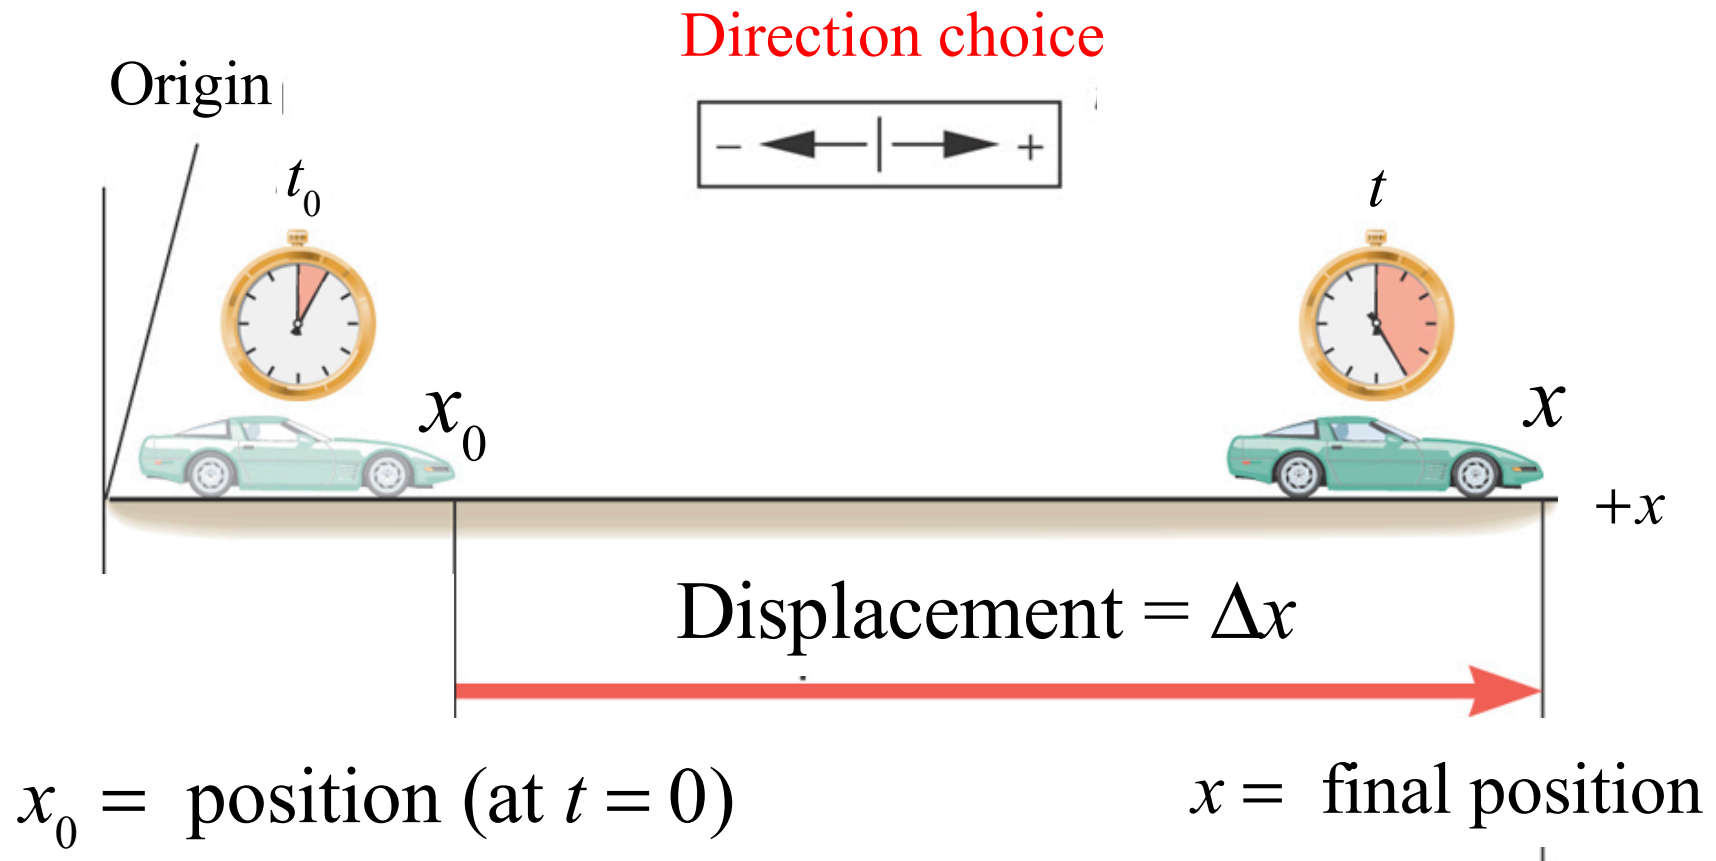 Direction choice
Origin
− +
t₀
t
x₀
x
+x
Displacement = Δx
x₀ = position (at t = 0)
x = final position